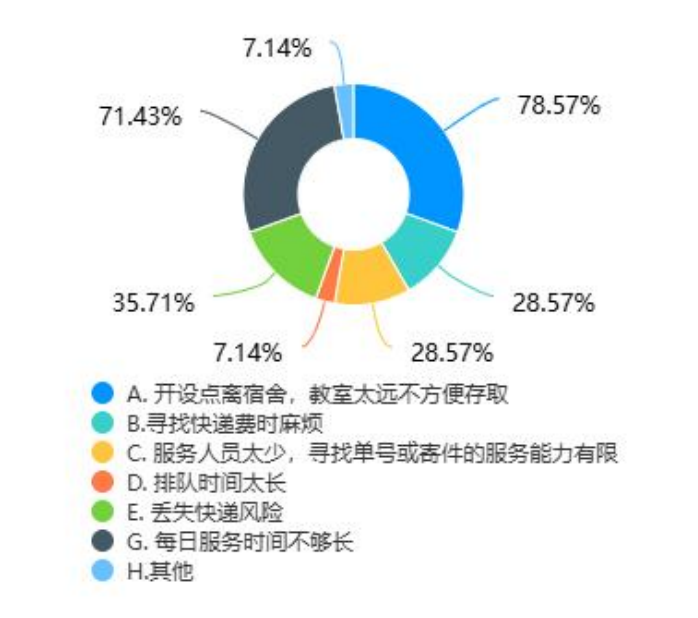 7.14%
78.57%
71.43%
35.71%
28.57%
7.14%
28.57%
A. 开设点离宿舍，教室太远不方便存取
B.寻找快递费时麻烦
C. 服务人员太少，寻找单号或寄件的服务能力有限
D. 排队时间太长
E. 丢失快递风险
G. 每日服务时间不够长
H.其他